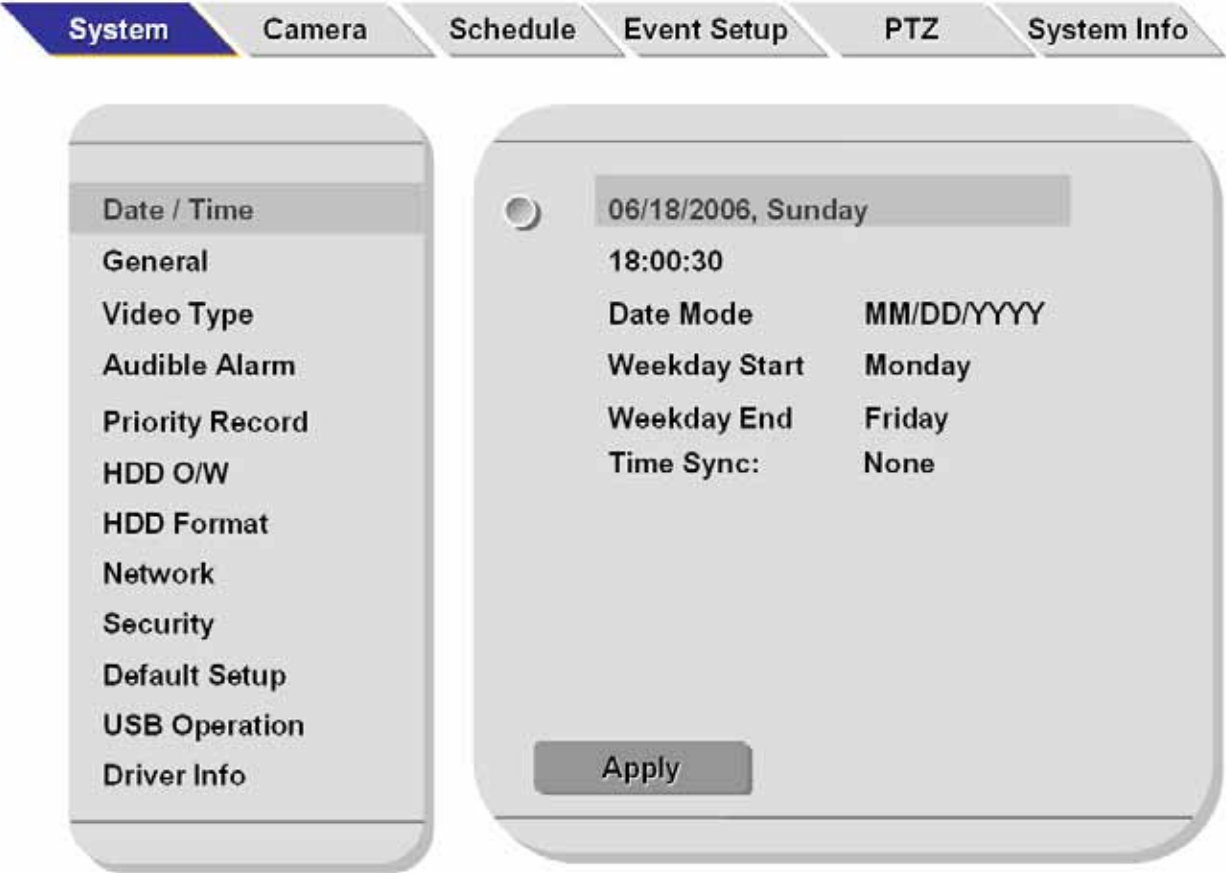 System Camera Schedule Event Setup PTZ System Info
Date / Time
General
Video Type
Audible Alarm
Priority Record
HDD O/W
HDD Format
Network
Security
Default Setup
USB Operation
Driver Info
06/18/2006, Sunday
18:00:30
Date Mode MM/DD/YYYY
Weekday Start Monday
Weekday End Friday
Time Sync: None
Apply